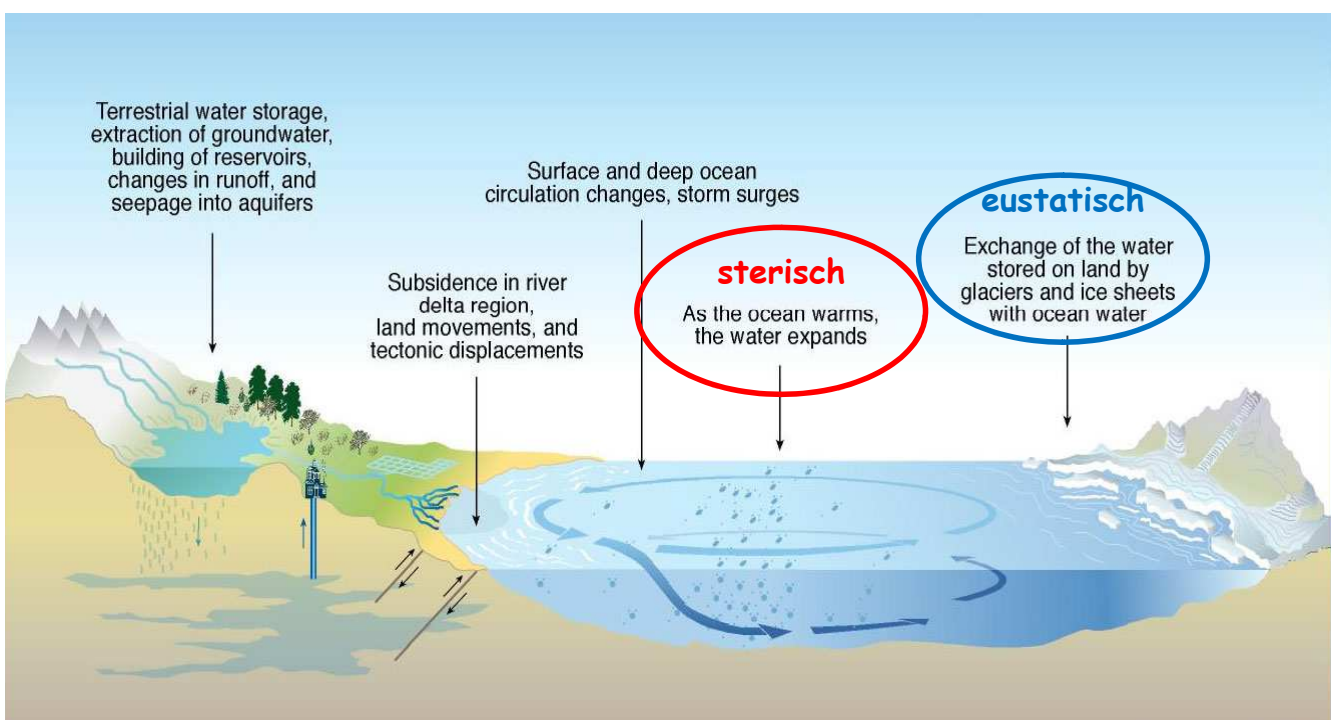 Terrestrial water storage,
extraction of groundwater,
building of reservoirs,
changes in runoff, and
seepage into aquifers
Surface and deep ocean
circulation changes, storm surges
Subsidence in river
delta region,
land movements, and
tectonic displacements
sterisch
As the ocean warms,
the water expands
eustatisch
Exchange of the water
stored on land by
glaciers and ice sheets
with ocean water